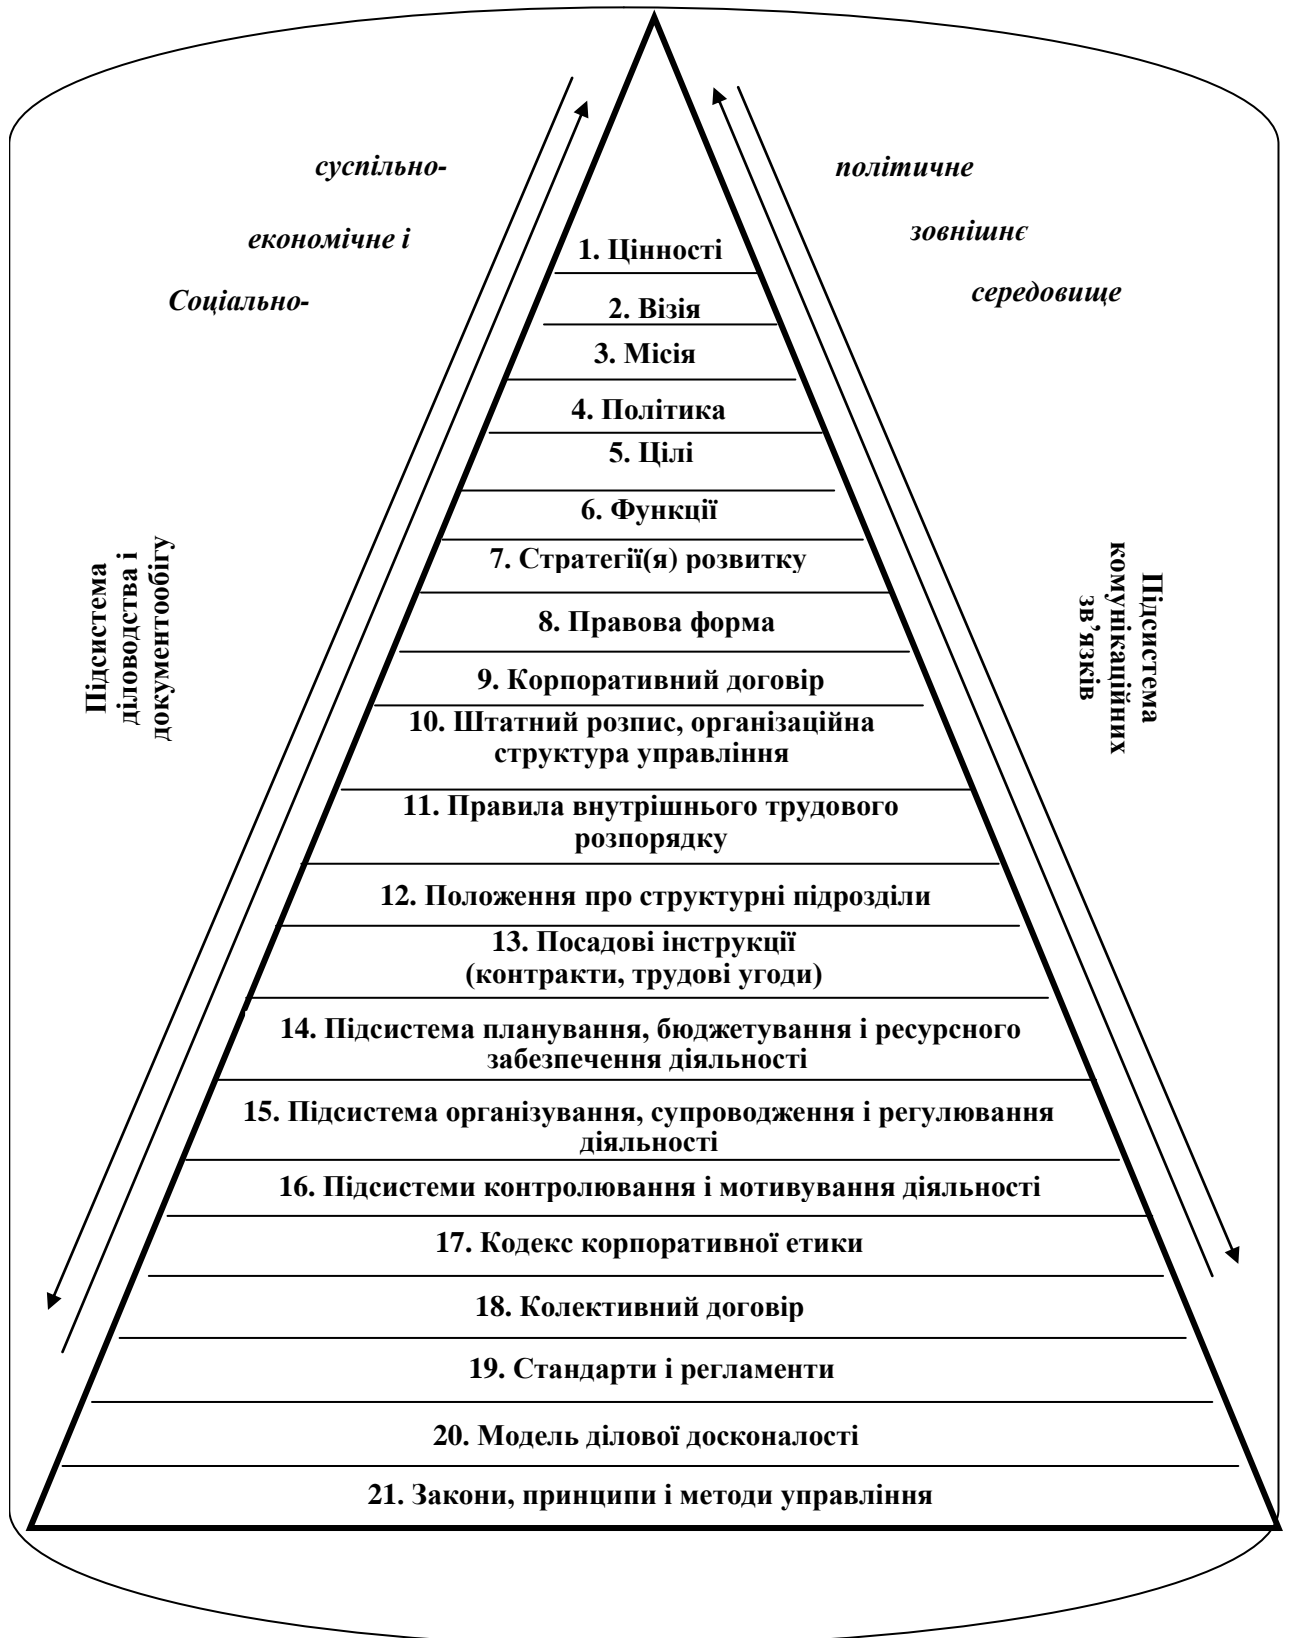 суспільно-
економічне і
Соціально-
політичне
зовнішнє
середовище
1. Цінності
2. Візія
3. Місія
4. Політика
5. Цілі
6. Функції
7. Стратегії(я) розвитку
8. Правова форма
9. Корпоративний договір
10. Штатний розпис, організаційна
структура управління
11. Правила внутрішнього трудового
розпорядку
12. Положення про структурні підрозділи
13. Посадові інструкції
(контракти, трудові угоди)
14. Підсистема планування, бюджетування і ресурсного
забезпечення діяльності
15. Підсистема організування, супроводження і регулювання
діяльності
16. Підсистеми контролювання і мотивування діяльності
17. Кодекс корпоративної етики
18. Колективний договір
19. Стандарти і регламенти
20. Модель ділової досконалості
21. Закони, принципи і методи управління
Підсистема
діловодства і
документообігу
Підсистема
комунікаційних
зв’язків